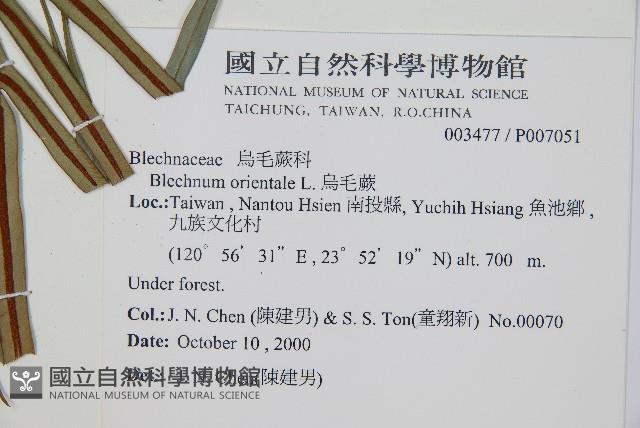 國立自然科學博物館
NATIONAL MUSEUM OF NATURAL SCIENCE
TAICHUNG, TAIWAN, R.O.CHINA
003477 / P007051
Blechnaceae 烏毛蕨科
Blechnum orientale L. 烏毛蕨
Loc.:Taiwan , Nantou Hsien 南投縣, Yuchih Hsiang 魚池鄉 ,
九族文化村
(120° 56' 31" E , 23° 52' 19" N) alt. 700 m.
Under forest.
Col.: J. N. Chen (陳建男) & S. S. Ton(童翔新) No.00070
Date: October 10 , 2000
(陳建男)
國立自然科學博物館
NATIONAL MUSEUM OF NATURAL SCIENCE